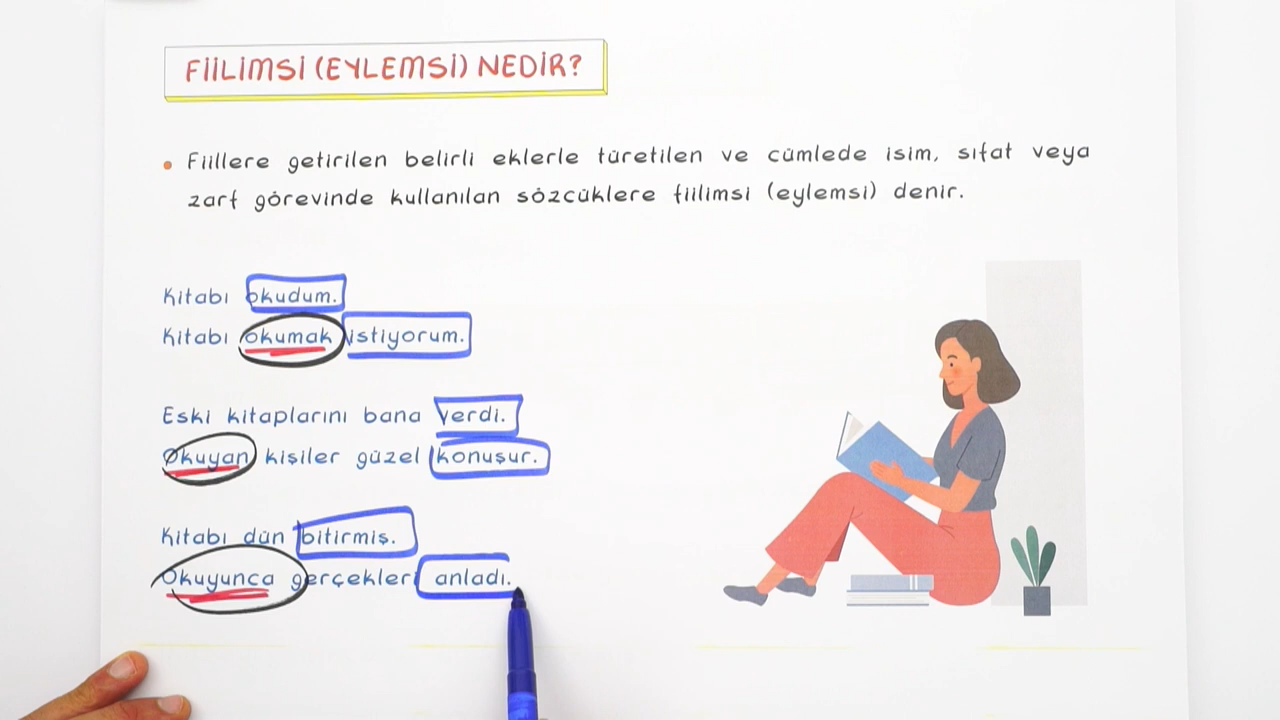 FİİLİMSİ (EYLEMSİ) NEDİR?
• Fiillere getirilen belirli eklerle türetilen ve cümlede isim, sıfat veya
zarf görevinde kullanılan sözcüklere fiilimsi (eylemsi) denir.
Kitabı okudum.
Kitabı okumak istiyorum.
Eski kitaplarını bana verdi.
Okuyan kişiler güzel konuşur.
Kitabı dün bitirmiş.
Okuyunca gerçekleri anladı.